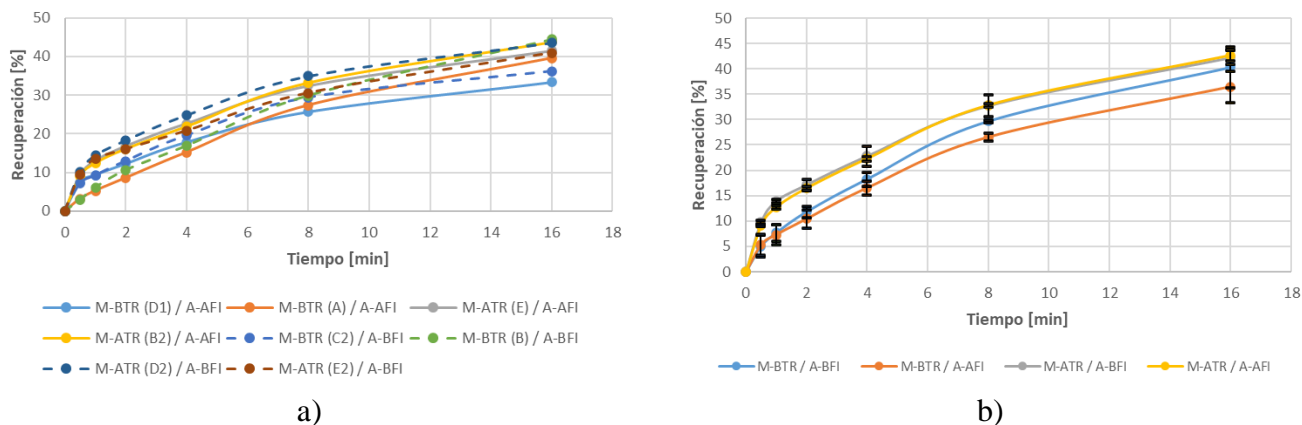 50
40
30
20
10
0
Recuperación [%]
0 2 4 6 8 10 12 14 16 18
Tiempo [min]
M-BTR (D1) / A-AFI M-BTR (A) / A-AFI M-ATR (E) / A-AFI
M-ATR (B2) / A-AFI M-BTR (C2) / A-BFI M-BTR (B) / A-BFI
M-ATR (D2) / A-BFI M-ATR (E2) / A-BFI
a)
50
45
40
35
30
25
20
15
10
5
0
Recuperación [%]
0 2 4 6 8 10 12 14 16 18
Tiempo [min]
M-BTR / A-BFI M-BTR / A-AFI M-ATR / A-BFI M-ATR / A-AFI
b)